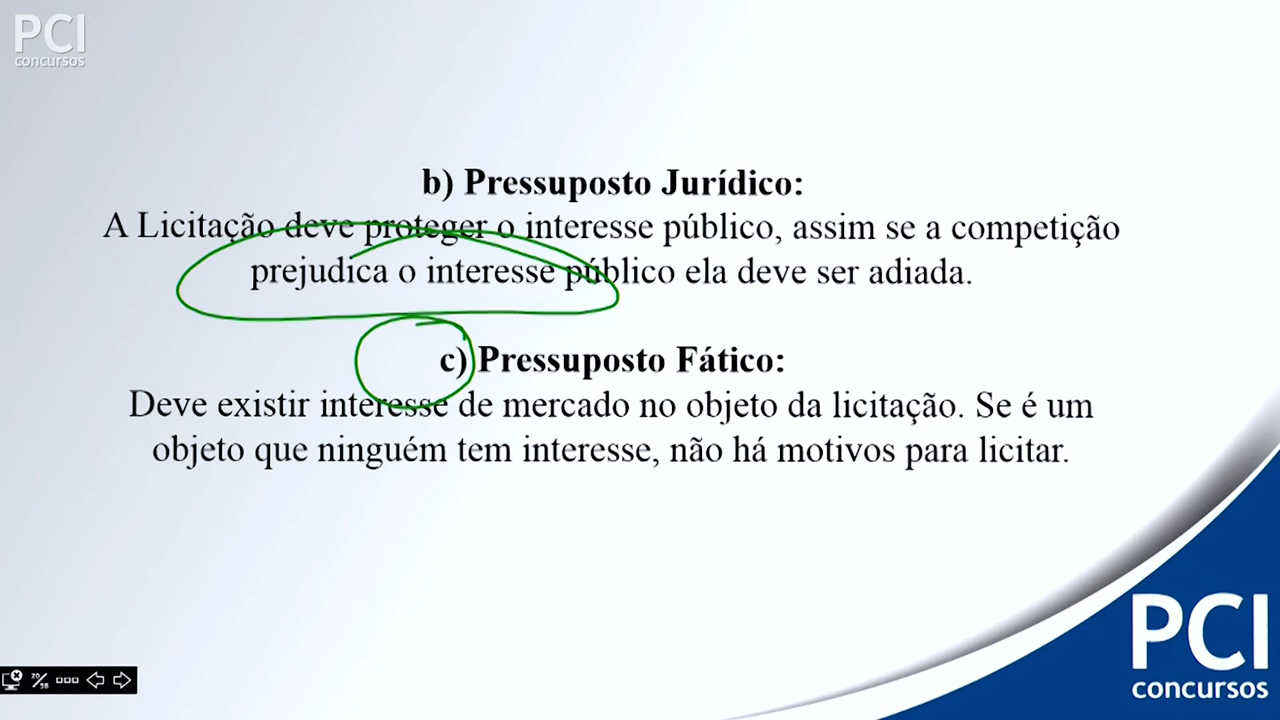 PCI
concursos
b) Pressuposto Jurídico:
A Licitação deve proteger o interesse público, assim se a competição
prejudica o interesse público ela deve ser adiada.
c) Pressuposto Fático:
Deve existir interesse de mercado no objeto da licitação. Se é um
objeto que ninguém tem interesse, não há motivos para licitar.
PCI
concursos